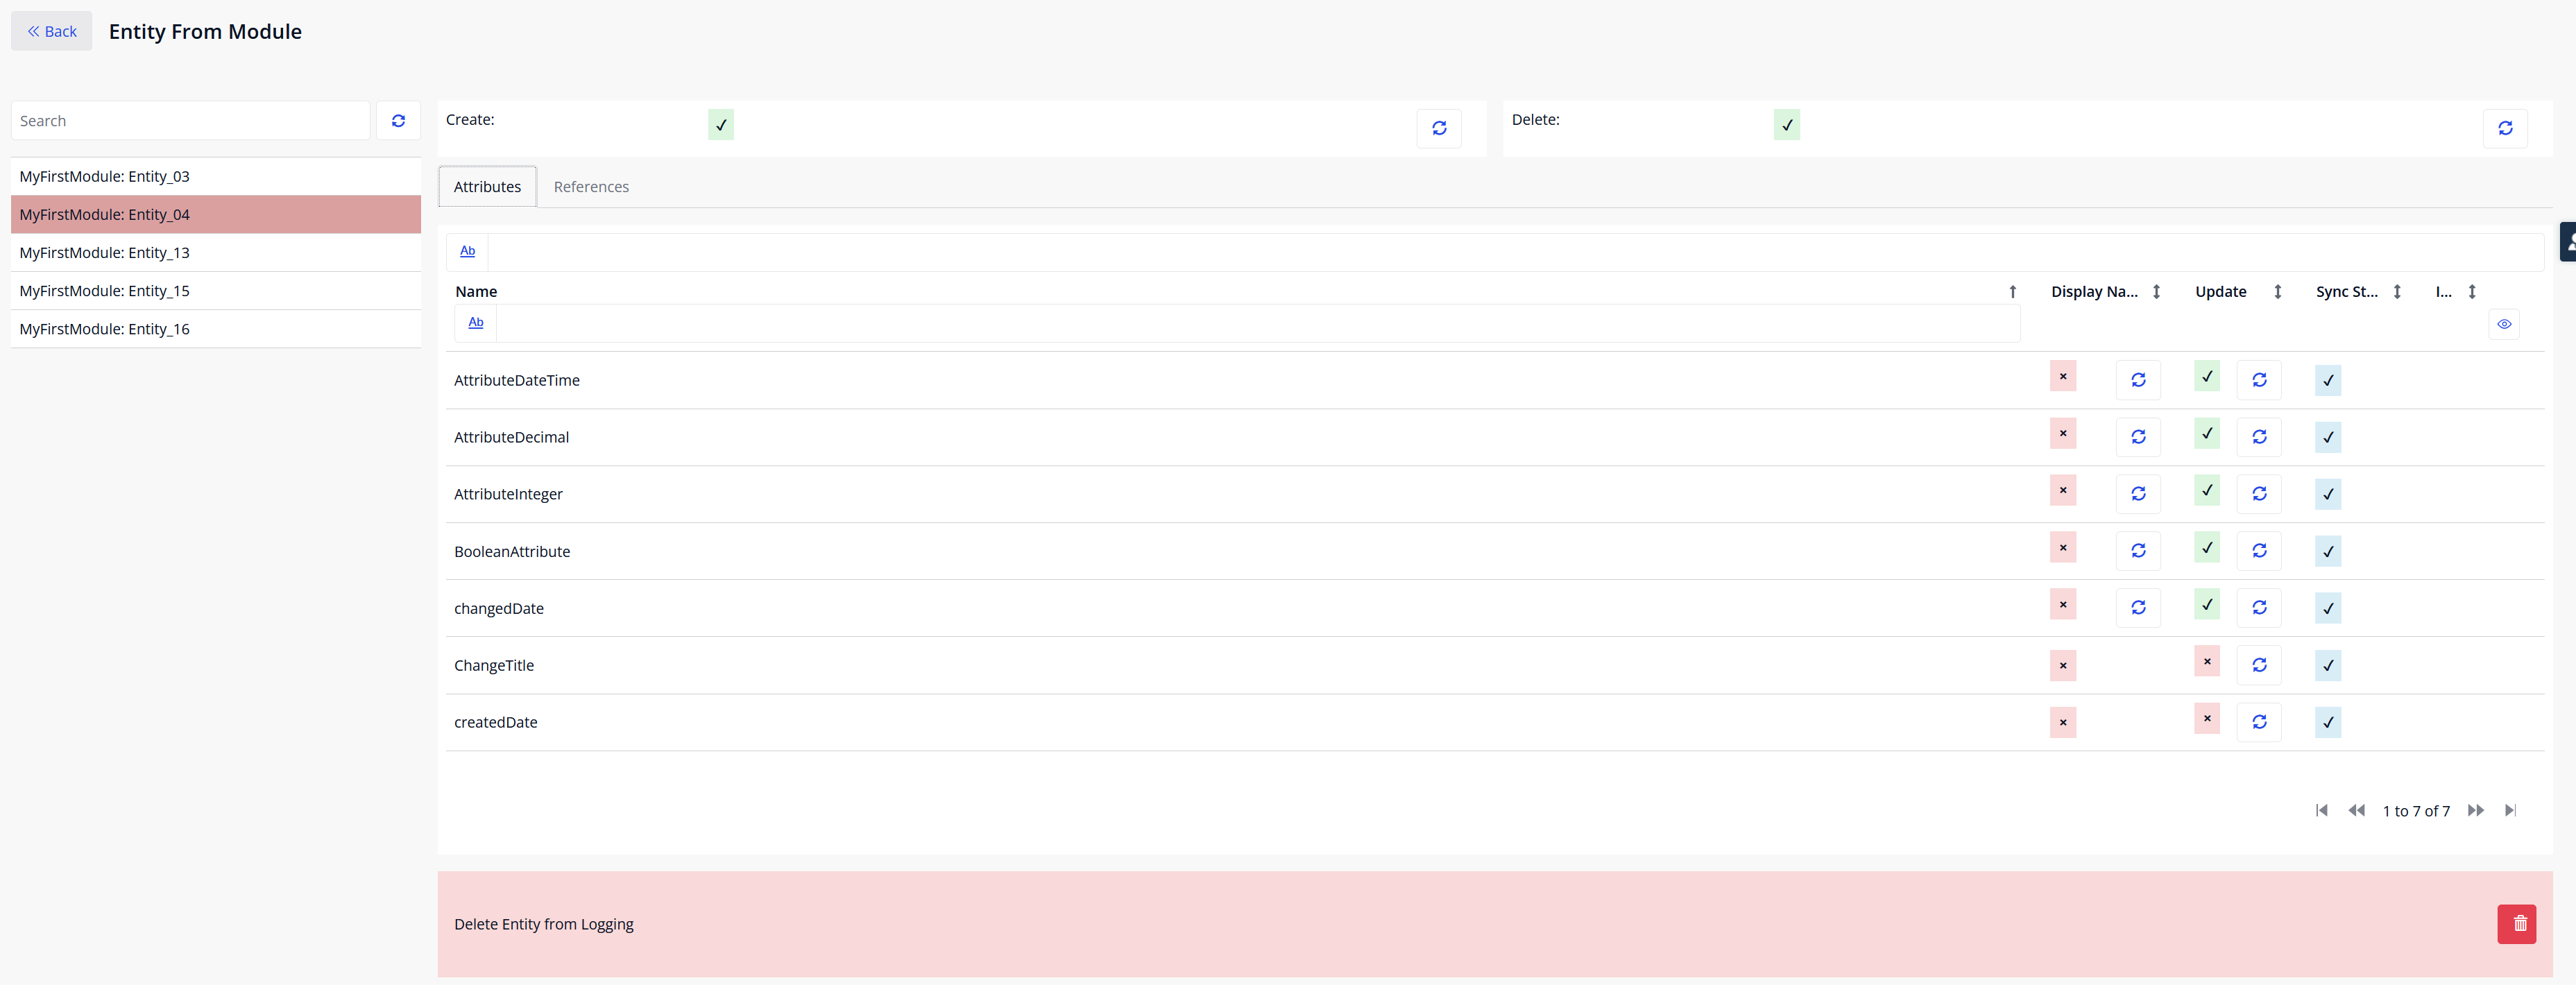 Back
Entity From Module
Search
MyFirstModule: Entity_03
MyFirstModule: Entity_04
MyFirstModule: Entity_13
MyFirstModule: Entity_15
MyFirstModule: Entity_16
Create:
Delete:
Attributes References
Ab
Name Display Na... Update Sync St... I...
Ab
AttributeDateTime
AttributeDecimal
AttributeInteger
BooleanAttribute
changedDate
ChangeTitle
createdDate
1 to 7 of 7
Delete Entity from Logging